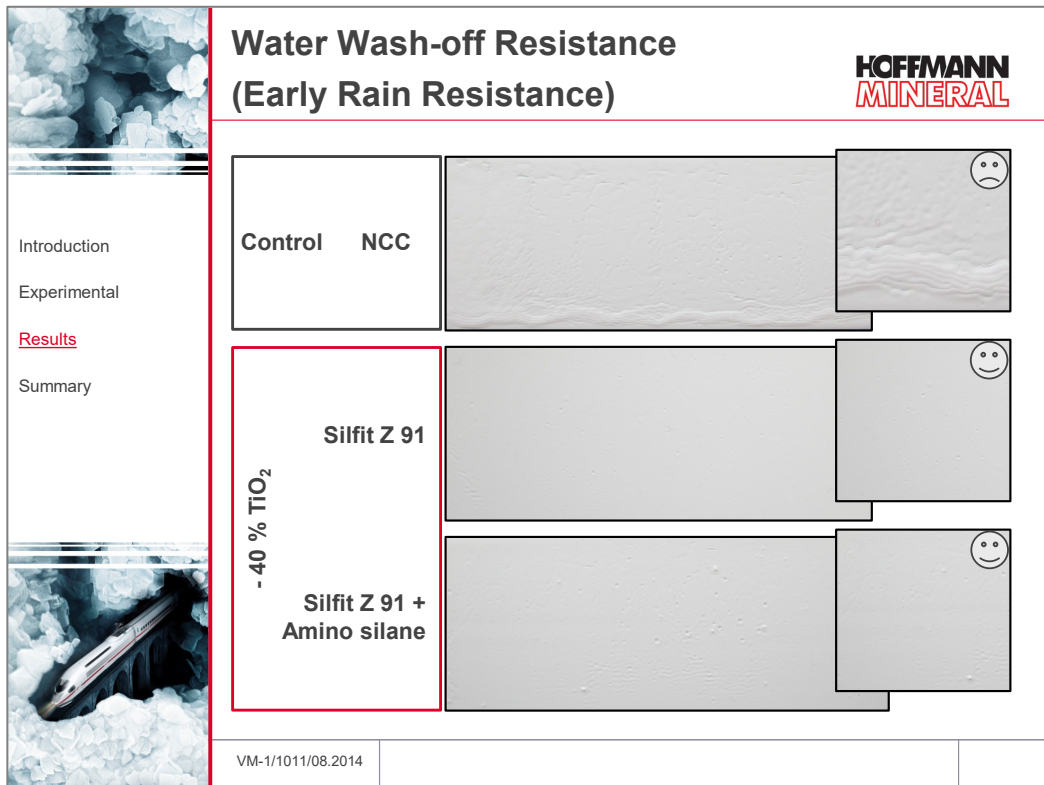 Water Wash-off Resistance
(Early Rain Resistance)
HOFFMANN
MINERAL
Introduction
Experimental
Results
Summary
Control NCC
- 40 % TiO₂
Silfit Z 91
Silfit Z 91 +
Amino silane
VM-1/1011/08.2014